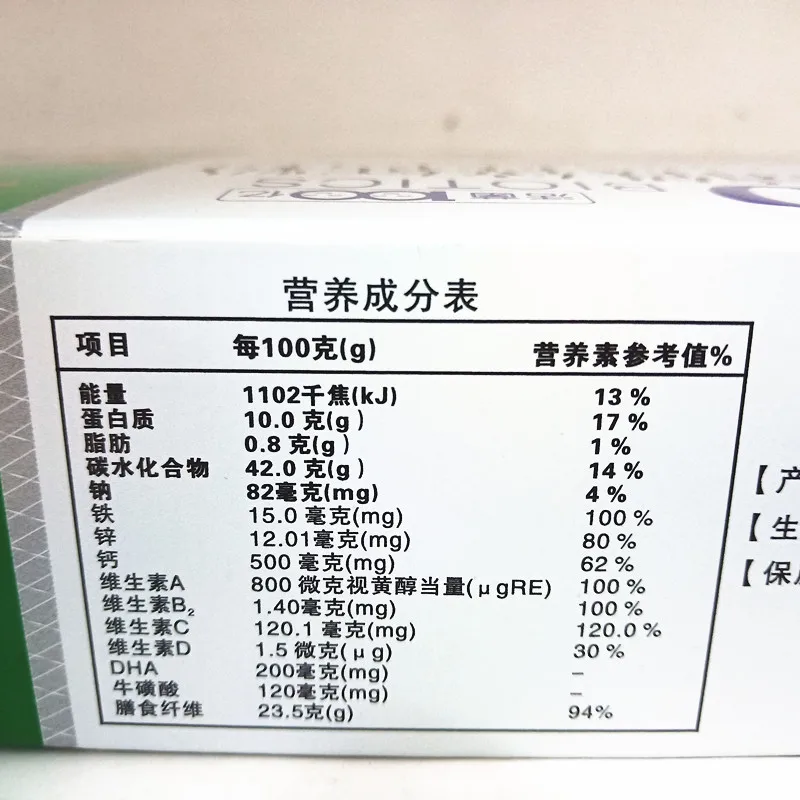 活菌100亿
营养成分表
项目 每100克(g) 营养素参考值%
能量 1102千焦(kJ) 13 %
蛋白质 10.0 克(g) 17 %
脂肪 0.8 克(g) 1 %
碳水化合物 42.0 克(g) 14 %
钠 82毫克(mg) 4 %
铁 15.0 毫克(mg) 100 %
锌 12.01毫克(mg) 80 %
钙 500 毫克(mg) 62 %
维生素A 800 微克视黄醇当量(μgRE) 100 %
维生素B₂ 1.40毫克(mg) 100 %
维生素C 120.1 毫克(mg) 120.0 %
维生素D 1.5 微克(μg) 30 %
DHA 200毫克(mg) –
牛磺酸 120毫克(mg) –
膳食纤维 23.5克(g) 94%
【产
【生
【保